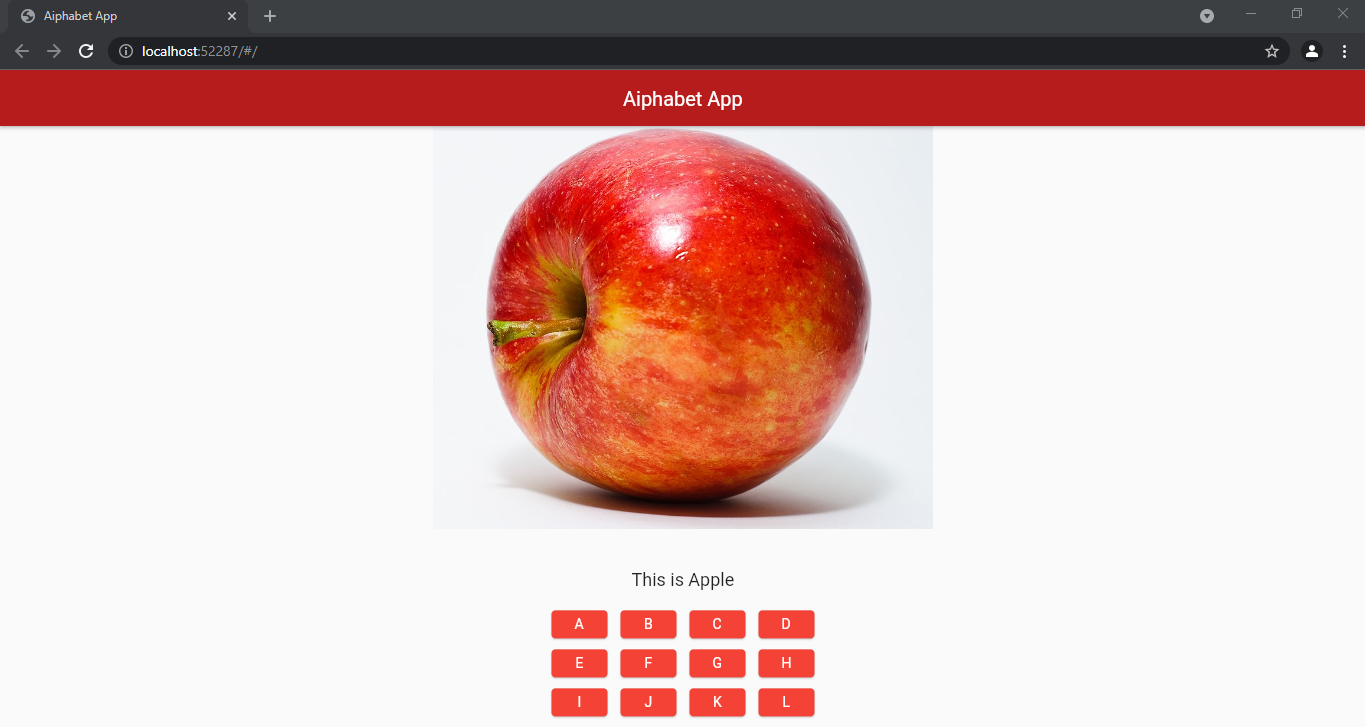 Aiphabet App
localhost:52287/#/
Aiphabet App
This is Apple
A B C D
E F G H
I J K L